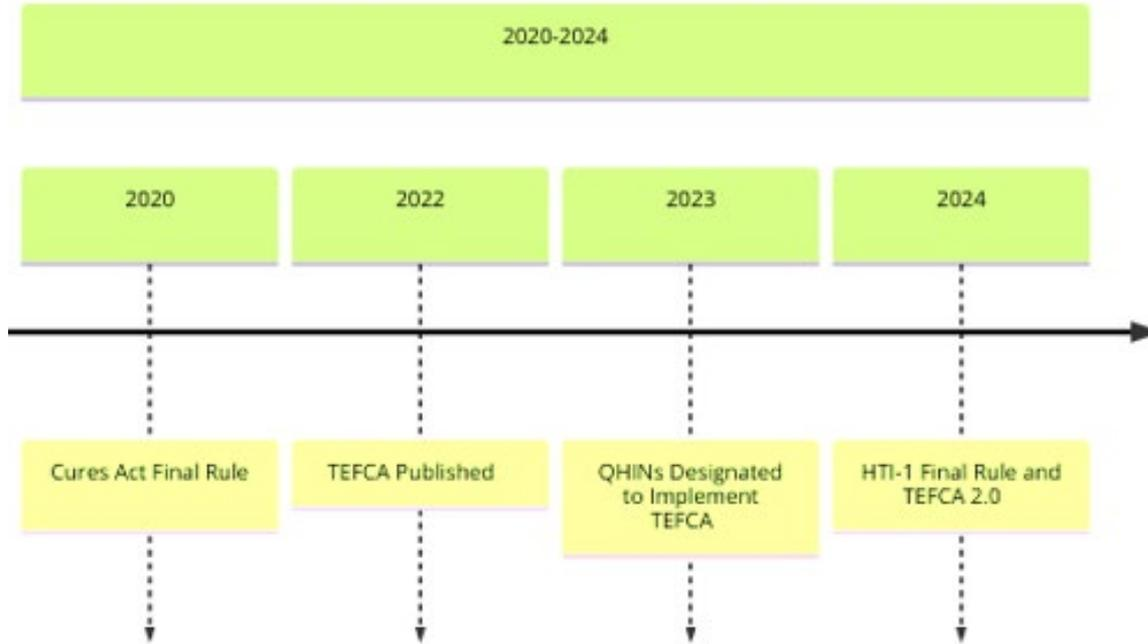 2020-2024
2020
2022
2023
2024
Cures Act Final Rule
TEFCA Published
QHINs Designated
to Implement
TEFCA
HTI-1 Final Rule and
TEFCA 2.0